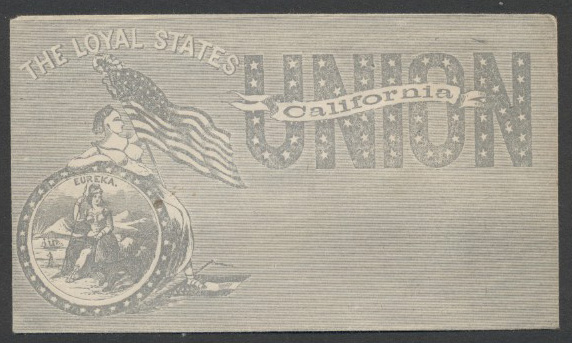 THE LOYAL STATES
UNION
California
EUREKA.